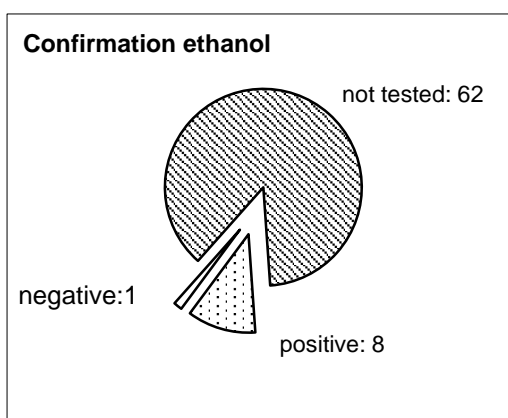 Confirmation ethanol
not tested: 62
negative:1
positive: 8